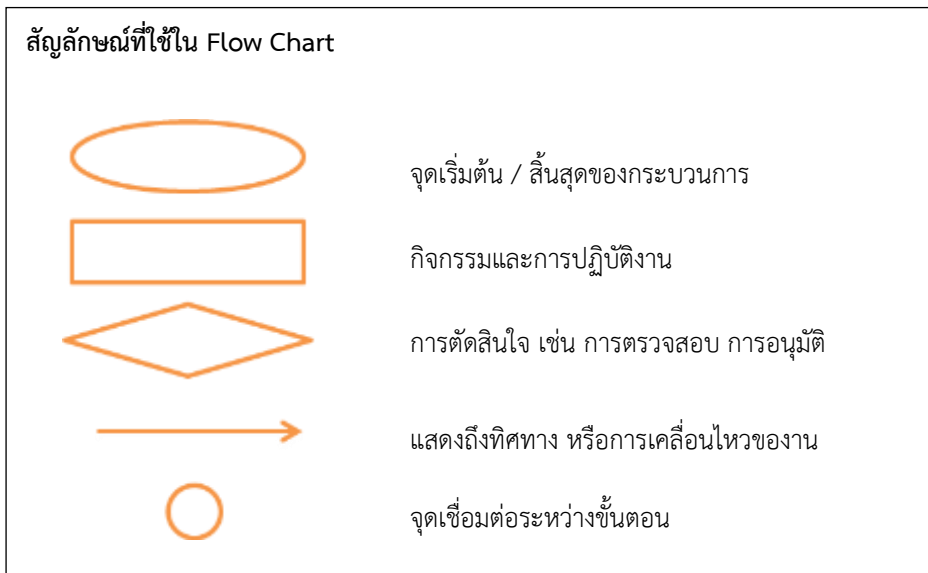 สัญลักษณ์ที่ใช้ใน Flow Chart
จุดเริ่มต้น / สิ้นสุดของกระบวนการ
กิจกรรมและการปฏิบัติงาน
การตัดสินใจ เช่น การตรวจสอบ การอนุมัติ
แสดงถึงทิศทาง หรือการเคลื่อนไหวของงาน
จุดเชื่อมต่อระหว่างขั้นตอน